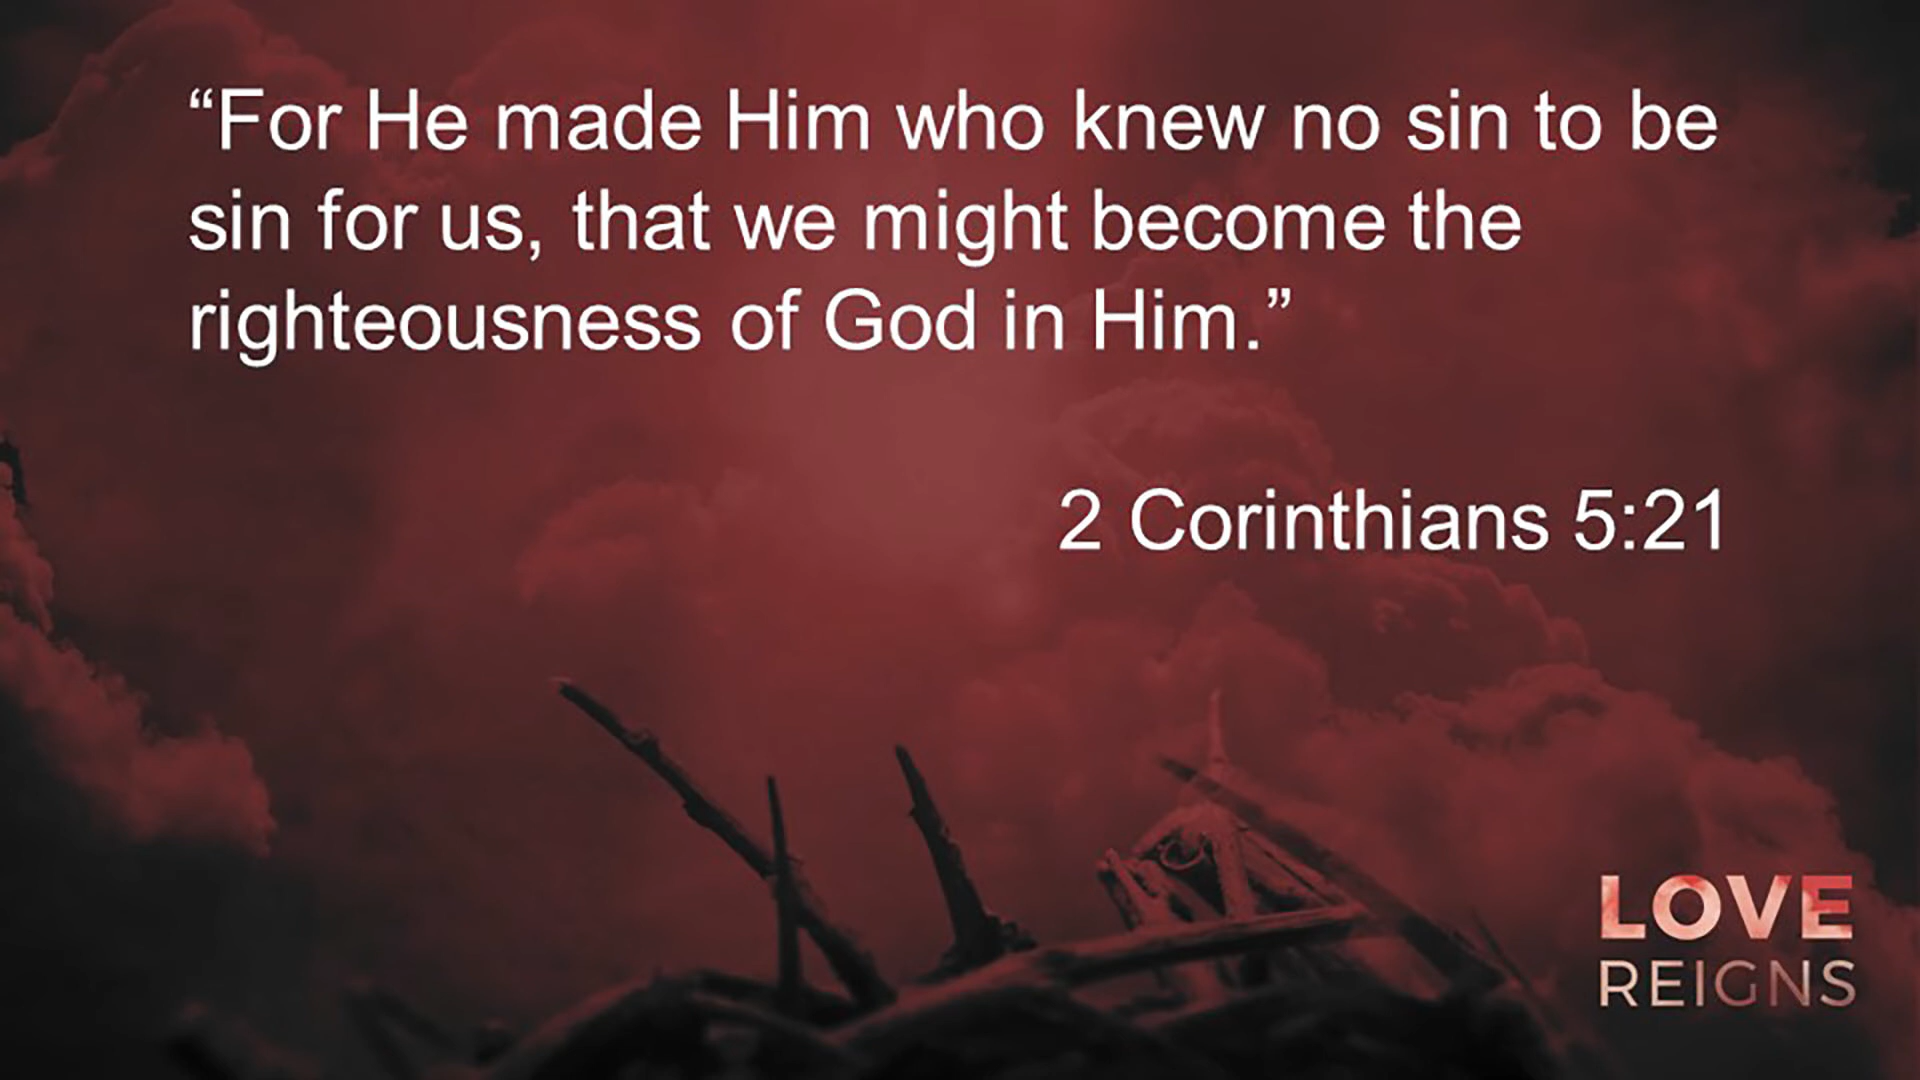 “For He made Him who knew no sin to be
sin for us, that we might become the
righteousness of God in Him.”
2 Corinthians 5:21
LOVE
REIGNS